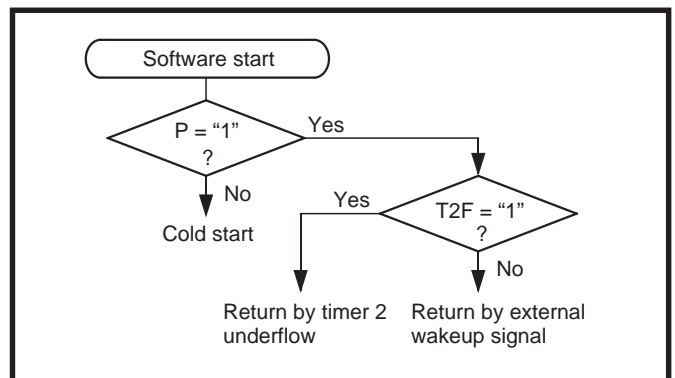 Software start
P = “1”
?
Yes
No
Cold start
Yes
T2F = “1”
?
No
Return by timer 2
underflow
Return by external
wakeup signal